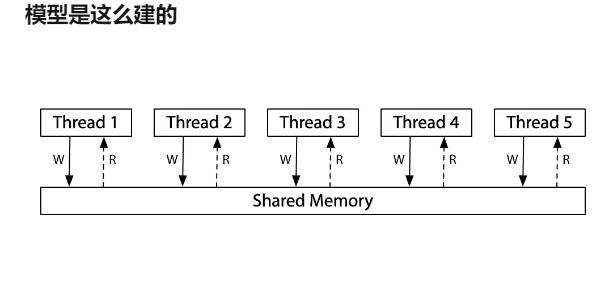 模型是这么建的
Thread 1 Thread 2 Thread 3 Thread 4 Thread 5
W R W R W R W R W R
Shared Memory